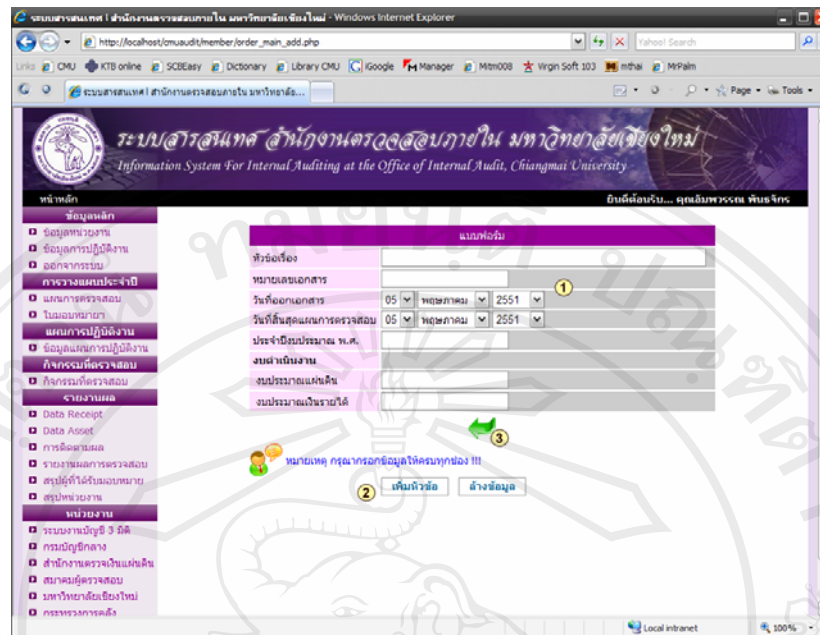 ระบบสารสนเทศ | สำนักงานตรวจสอบภายใน มหาวิทยาลัยเชียงใหม่ - Windows Internet Explorer
http://localhost/cmuaudit/member/order_main_add.php
Yahoo! Search
Links CMU KTB online SCBEasy Dictionary Library CMU iGoogle Manager Mitm008 Virgin Soft 103 mthai MrPalm
ระบบสารสนเทศ | สำนักงานตรวจสอบภายใน มหาวิทยาลัย...
Page Tools
ระบบสารสนเทศ สำนักงานตรวจสอบภายใน มหาวิทยาลัยเชียงใหม่
Information System For Internal Auditing at the Office of Internal Audit, Chiangmai University
หน้าหลัก
ยินดีต้อนรับ... คุณอัมพวรรณ พันธจักร
ข้อมูลหลัก
ข้อมูลหน่วยงาน
ข้อมูลการปฏิบัติงาน
ออกจากระบบ
การวางแผนประจำปี
แผนการตรวจสอบ
ใบมอบหมายา
แผนการปฏิบัติงาน
ข้อมูลแผนการปฏิบัติงาน
กิจกรรมที่ตรวจสอบ
กิจกรรมที่ตรวจสอบ
รายงานผล
Data Receipt
Data Asset
การติดตามผล
รายงานผลการตรวจสอบ
สรุปผู้ที่ได้รับมอบหมาย
สรุปหน่วยงาน
หน่วยงาน
ระบบงานบัญชี 3 มิติ
กรมบัญชีกลาง
สำนักงานตรวจเงินแผ่นดิน
สมาคมผู้ตรวจสอบ
มหาวิทยาลัยเชียงใหม่
กระทรวงการคลัง
แบบฟอร์ม
หัวข้อเรื่อง
หมายเลขเอกสาร
1
วันที่ออกเอกสาร 05 พฤษภาคม 2551
วันที่สิ้นสุดแผนการตรวจสอบ 05 พฤษภาคม 2551
ประจำปีงบประมาณ พ.ศ.
งบดำเนินงาน
งบประมาณแผ่นดิน
งบประมาณเงินรายได้
3
หมายเหตุ กรุณากรอกข้อมูลให้ครบทุกช่อง !!!
2 เพิ่มหัวข้อ ล้างข้อมูล
Local intranet 100%